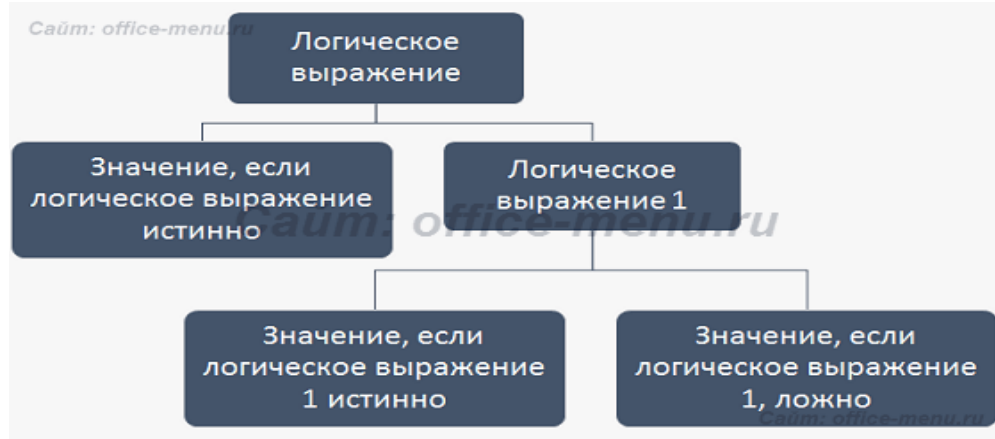 Сайт: office-menu.ru
Логическое
выражение
Значение, если
логическое выражение
истинно
Логическое
выражение 1
Сайт: office-menu.ru
Значение, если
логическое выражение
1 истинно
Значение, если
логическое выражение
1, ложно
Сайт: office-menu.ru